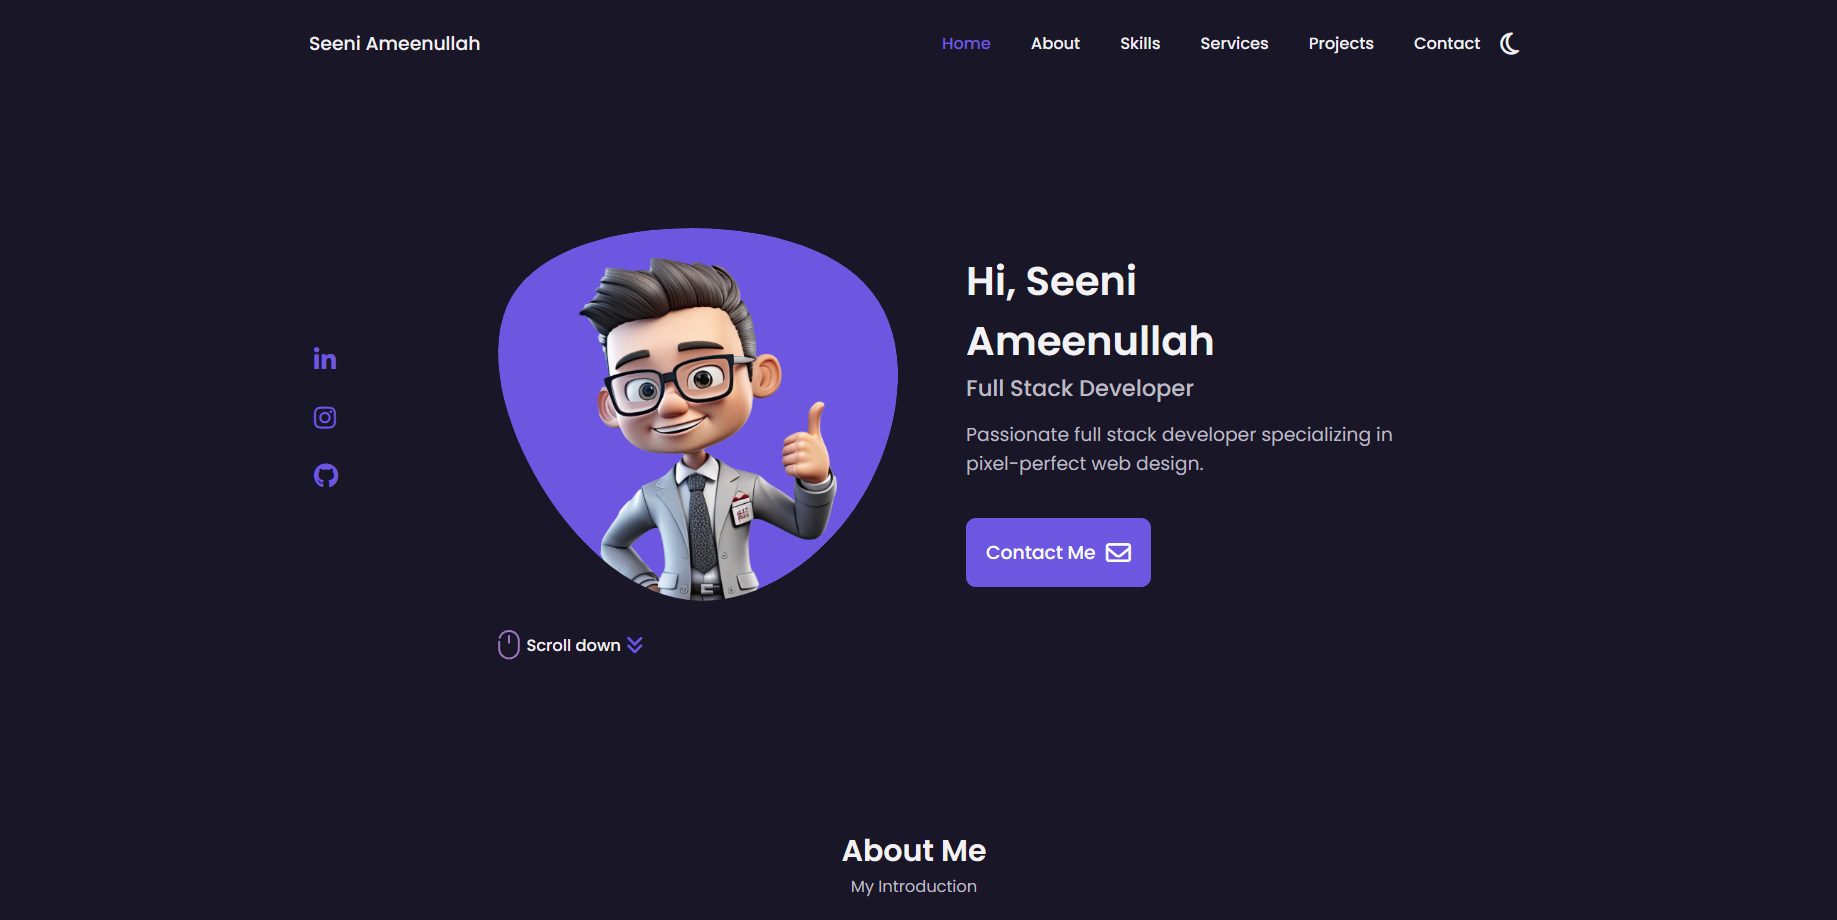 Seeni Ameenullah
Home About Skills Services Projects Contact
Hi, Seeni
Ameenullah
Full Stack Developer
Passionate full stack developer specializing in
pixel-perfect web design.
Contact Me
Scroll down
About Me
My Introduction